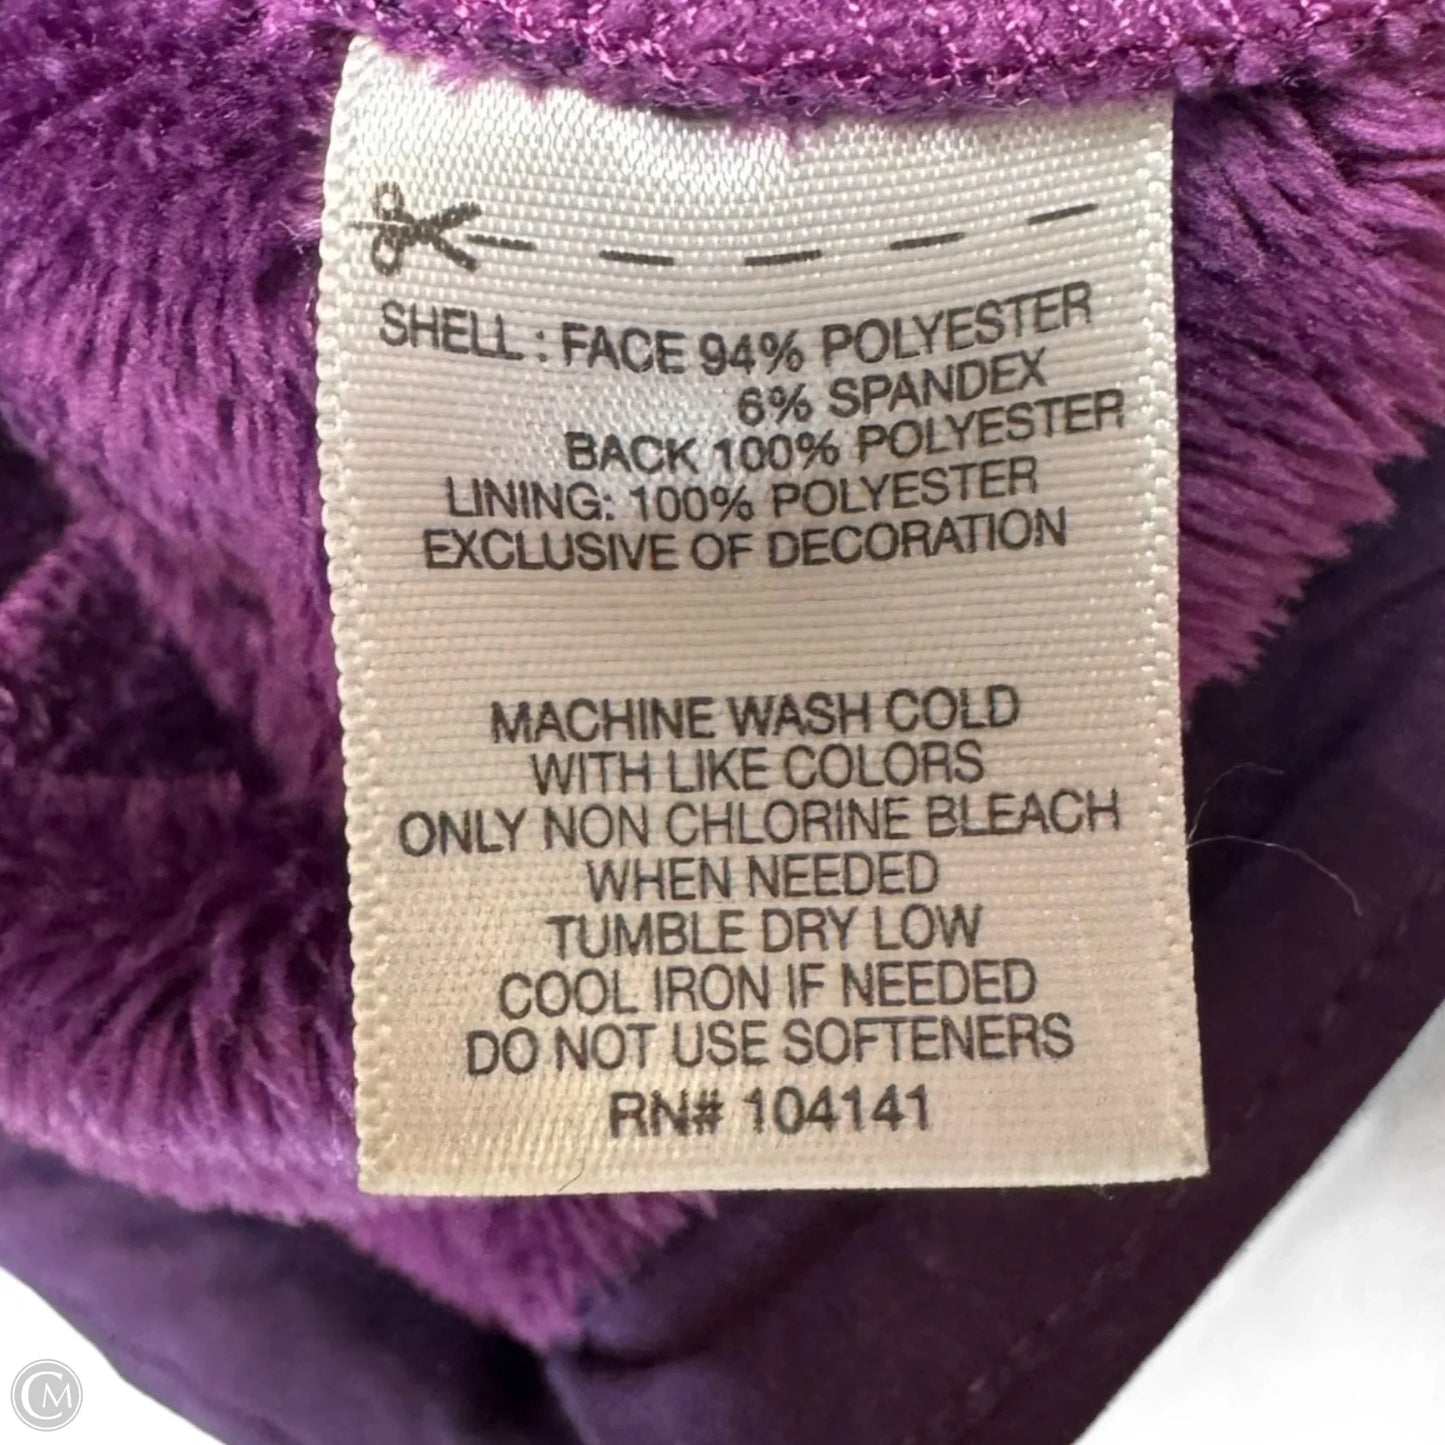 SHELL : FACE 94% POLYESTER
6% SPANDEX
BACK 100% POLYESTER
LINING: 100% POLYESTER
EXCLUSIVE OF DECORATION
MACHINE WASH COLD
WITH LIKE COLORS
ONLY NON CHLORINE BLEACH
WHEN NEEDED
TUMBLE DRY LOW
COOL IRON IF NEEDED
DO NOT USE SOFTENERS
RN# 104141
CM